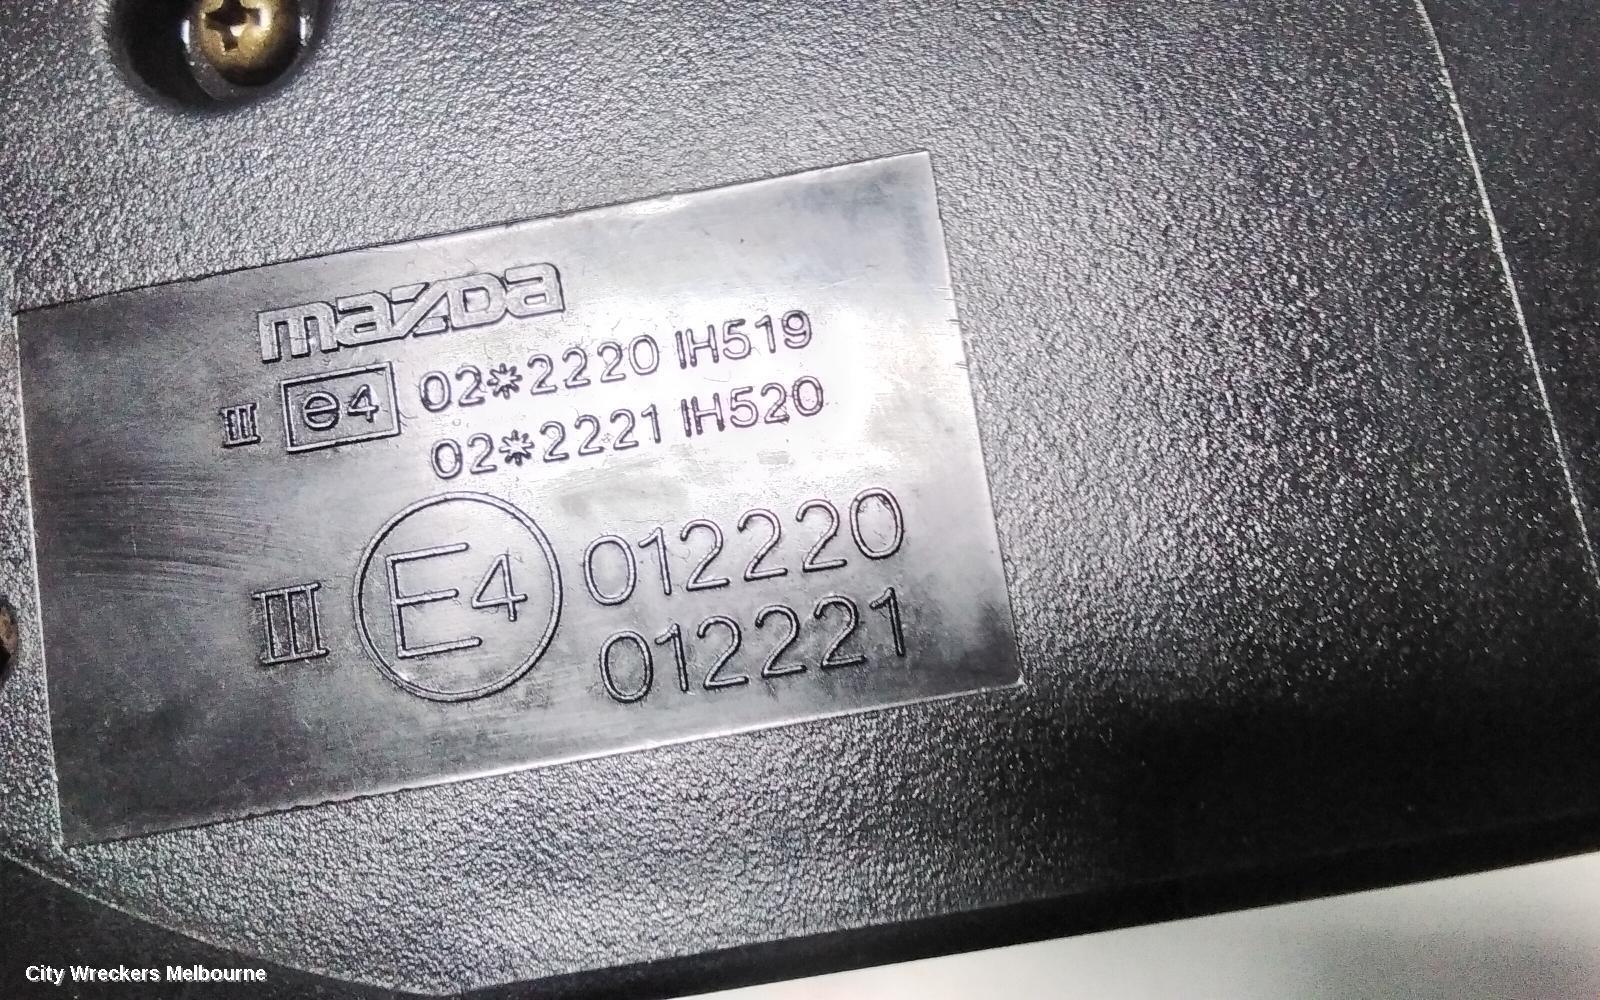 mazda
III e4 02*2220 IH519
02*2221 IH520
III E4 012220
012221
City Wreckers Melbourne